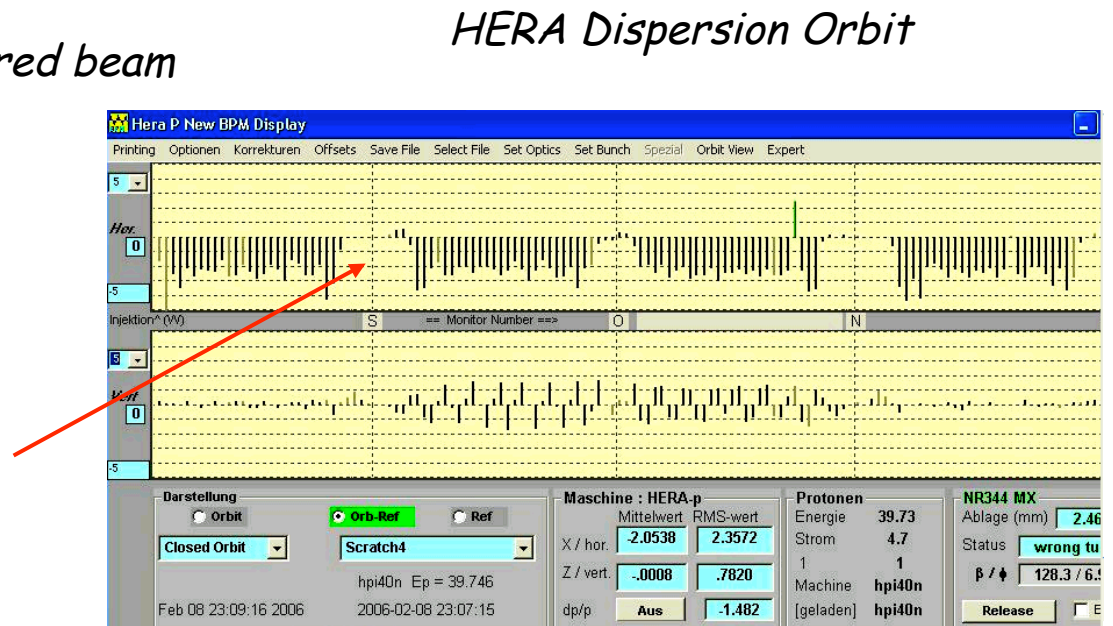 HERA Dispersion Orbit
red beam
Hera P New BPM Display
Printing Optionen Korrekturen Offsets Save File Select File Set Optics Set Bunch Spezial Orbit View Expert
5
Hor.
0
-5
Injektion^ (W) S == Monitor Number ==> O N
5
Vert
0
-5
Darstellung
Orbit Orb-Ref Ref
Closed Orbit Scratch4
hpi40n Ep = 39.746
Feb 08 23:09:16 2006 2006-02-08 23:07:15
Maschine : HERA-p
Mittelwert RMS-wert
X / hor. -2.0538 2.3572
Z / vert. -.0008 .7820
dp/p Aus -1.482
Protonen
Energie 39.73
Strom 4.7
1 1
Machine hpi40n
[geladen] hpi40n
NR344 MX
Ablage (mm) 2.46
Status wrong tu
β / ϕ 128.3 / 6.9
Release E